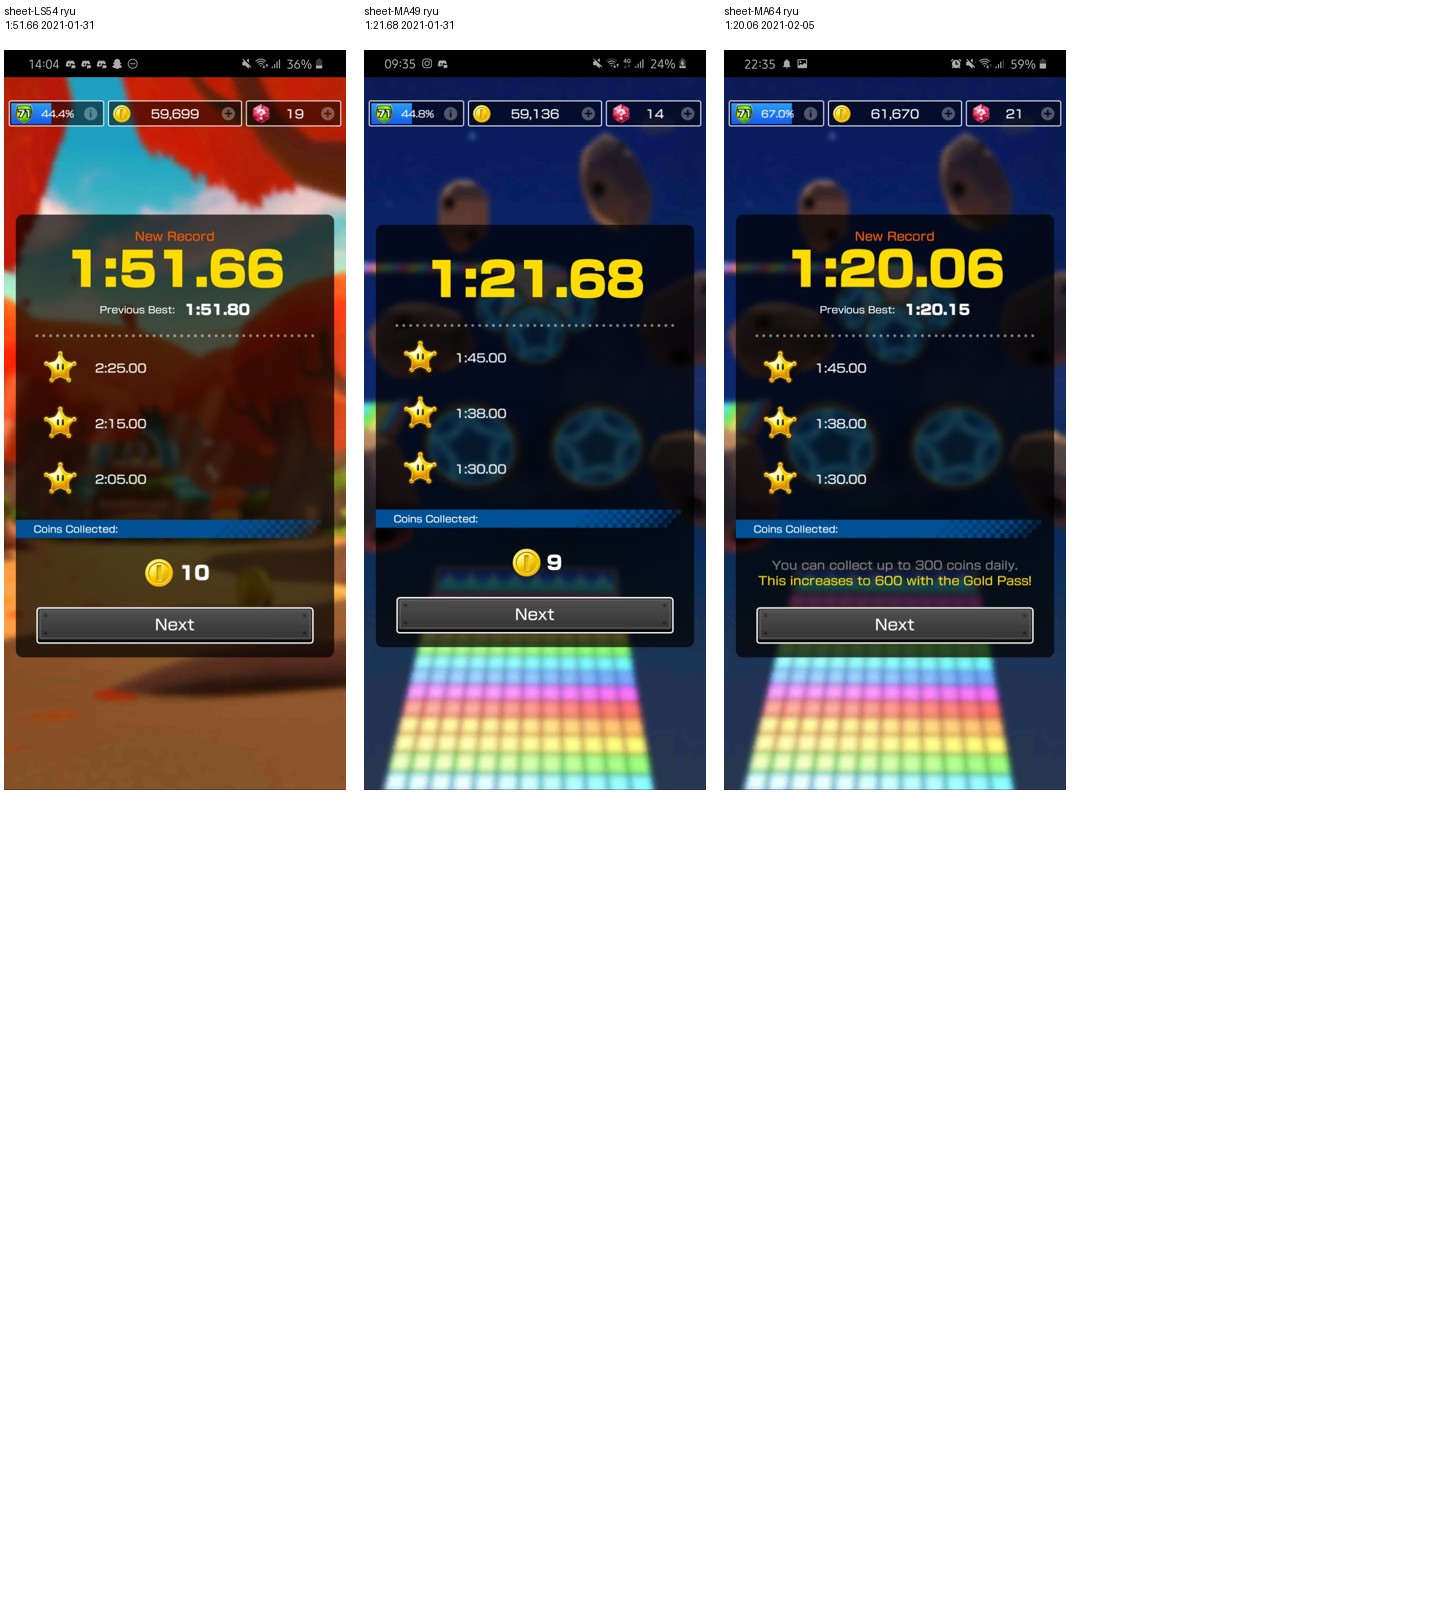 sheet-LS54 ryu
1:51.66 2021-01-31
14:04
36%
71 44.4%
59,699
19
New Record
1:51.66
Previous Best: 1:51.80
2:25.00
2:15.00
2:05.00
Coins Collected:
10
Next
sheet-MA49 ryu
1:21.68 2021-01-31
09:35
4G
24%
71 44.8%
59,136
14
1:21.68
1:45.00
1:38.00
1:30.00
Coins Collected:
9
Next
sheet-MA64 ryu
1:20.06 2021-02-05
22:35
59%
71 67.0%
61,670
21
New Record
1:20.06
Previous Best: 1:20.15
1:45.00
1:38.00
1:30.00
Coins Collected:
You can collect up to 300 coins daily.
This increases to 600 with the Gold Pass!
Next